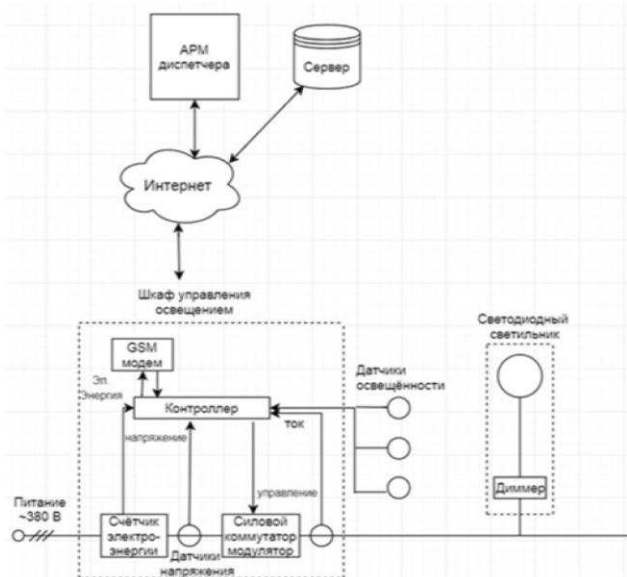 АРМ
диспетчера
Сервер
Интернет
Шкаф управления
освещением
Светодиодный
светильник
GSM
модем
Эл.
Энергия
Датчики
освещённости
Контроллер
напряжение
ток
управление
Диммер
Питание
~380 В
Счётчик
электро-
энергии
Датчики
напряжения
Силовой
коммутатор
модулятор